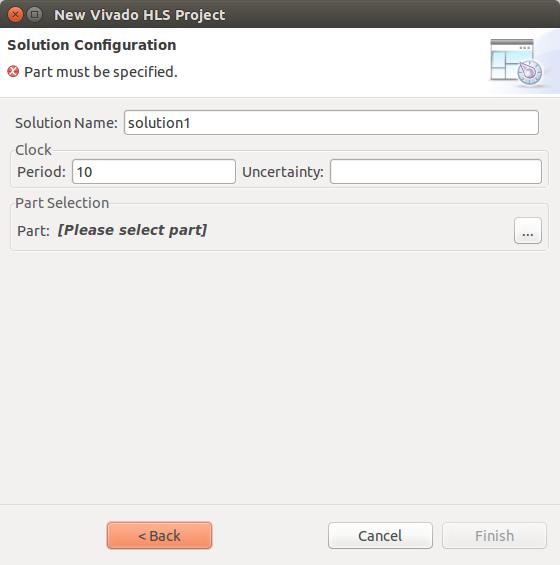 New Vivado HLS Project
Solution Configuration
Part must be specified.
Solution Name: solution1
Clock
Period: 10 Uncertainty:
Part Selection
Part: [Please select part] ...
< Back Cancel Finish